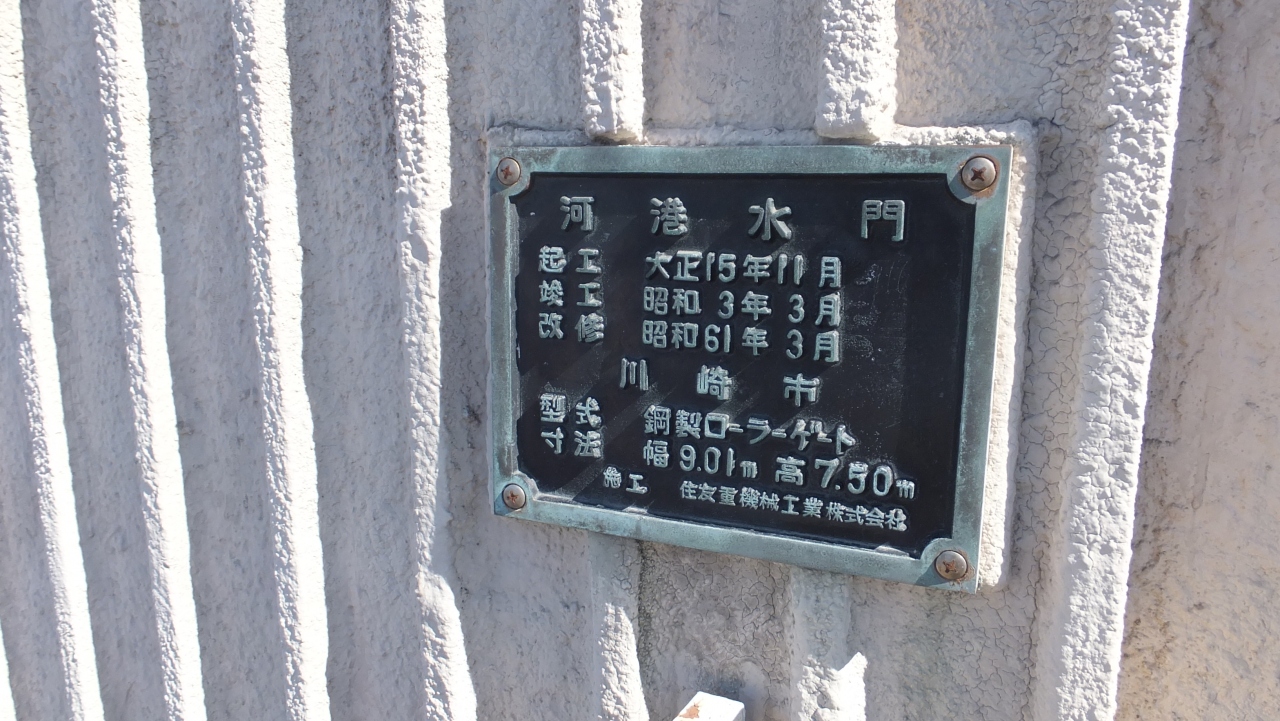 河港水門
起工 大正15年11月
竣工 昭和 3年 3月
改修 昭和61年 3月
川崎市
型式 鋼製ローラーゲート
寸法 幅9.01m 高7.50m
施工 住友重機械工業株式会社